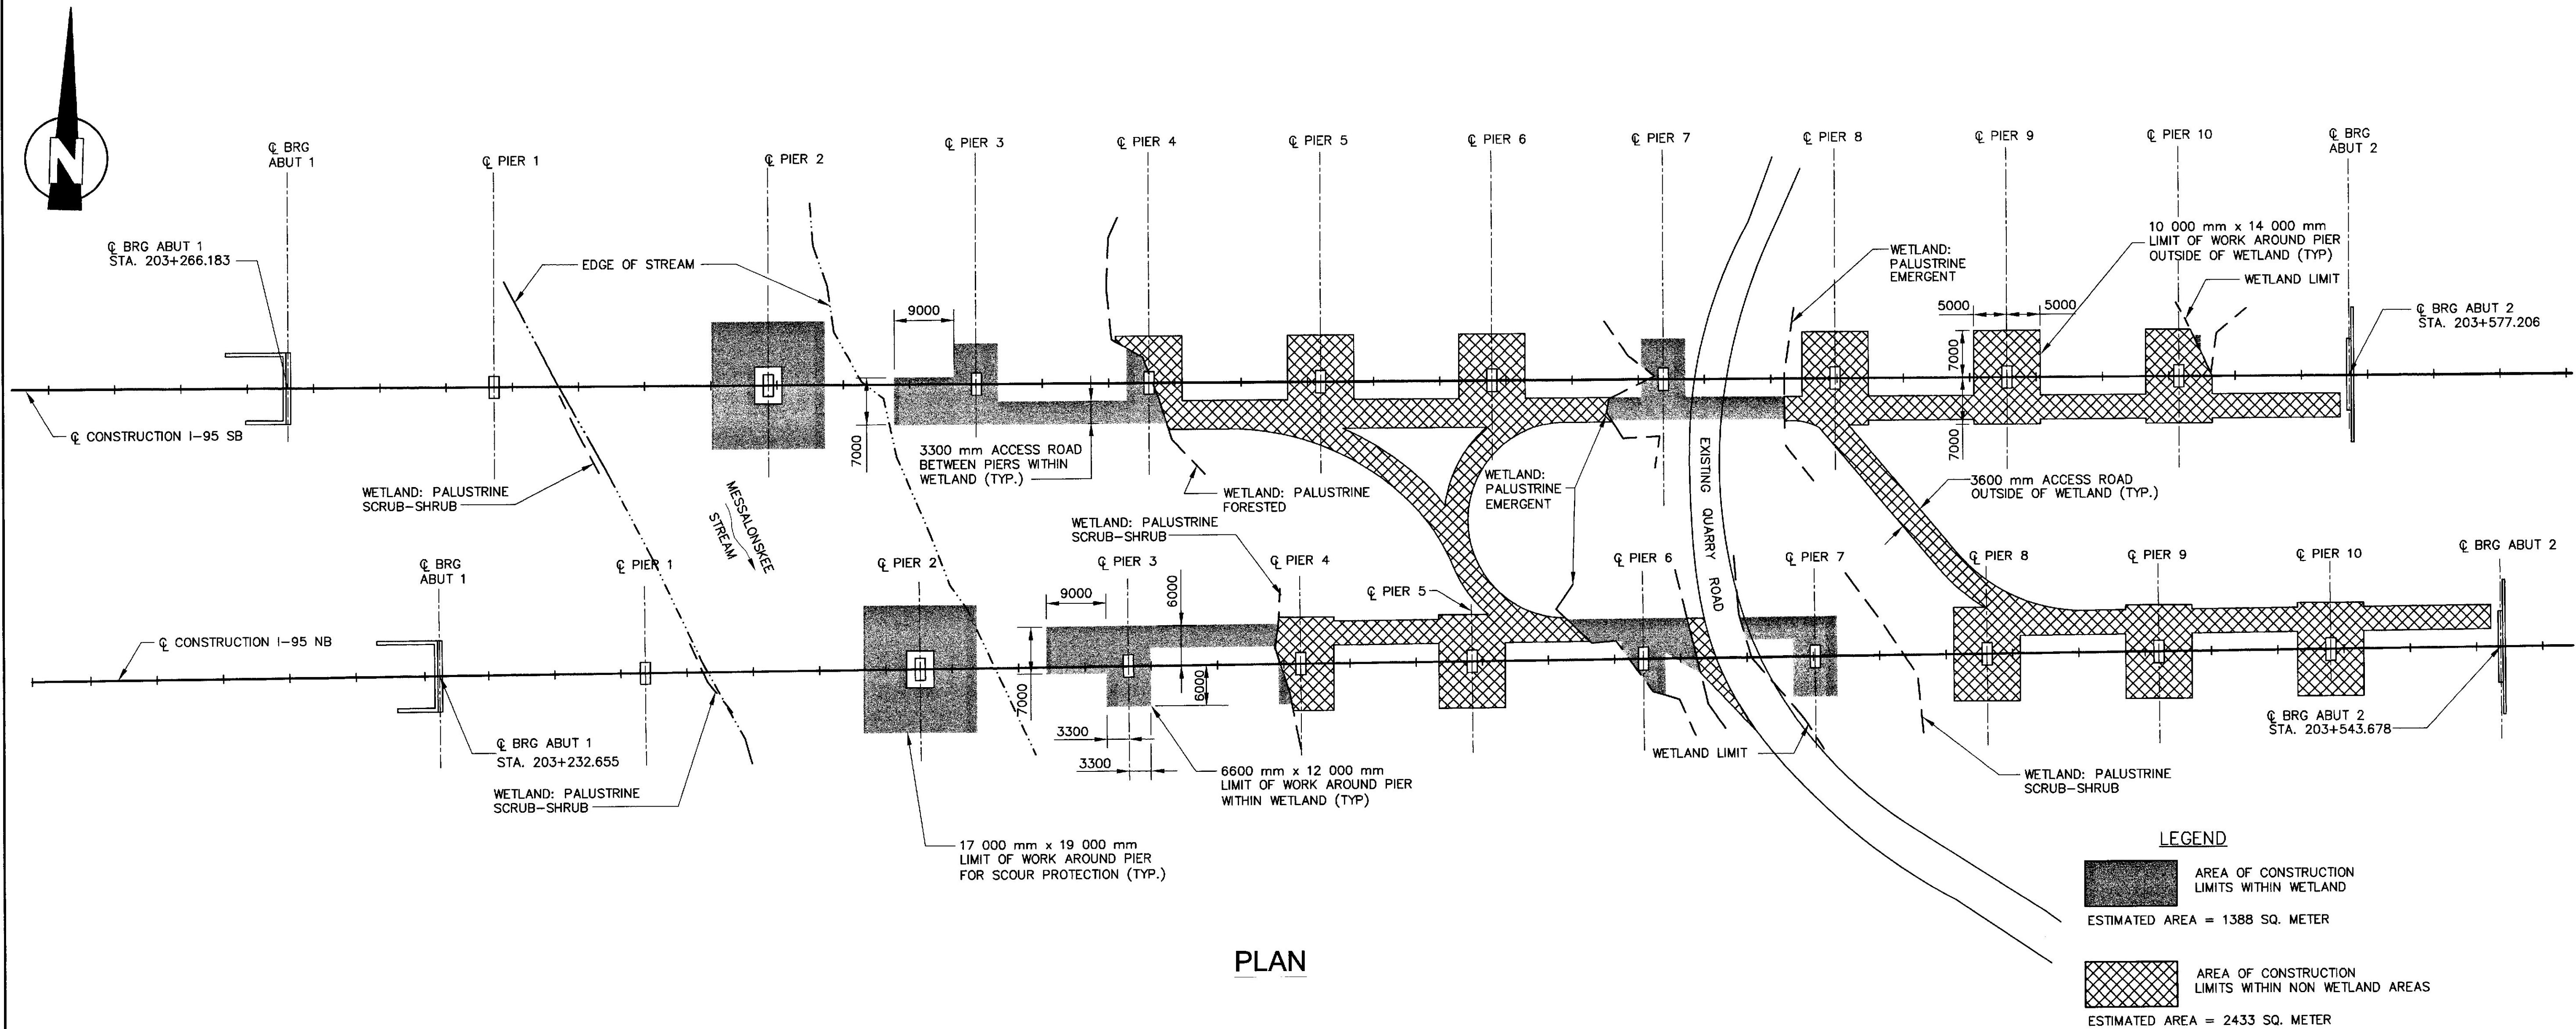 N
℄ BRG
ABUT 1
℄ PIER 1
℄ PIER 2
℄ PIER 3
℄ PIER 4
℄ PIER 5
℄ PIER 6
℄ PIER 7
℄ PIER 8
℄ PIER 9
℄ PIER 10
℄ BRG
ABUT 2
℄ BRG ABUT 1
STA. 203+266.183
EDGE OF STREAM
9000
7000
WETLAND:
PALUSTRINE
EMERGENT
10 000 mm x 14 000 mm
LIMIT OF WORK AROUND PIER
OUTSIDE OF WETLAND (TYP)
WETLAND LIMIT
5000
5000
7000
7000
℄ BRG ABUT 2
STA. 203+577.206
℄ CONSTRUCTION I-95 SB
WETLAND: PALUSTRINE
SCRUB-SHRUB
MESSALONSKEE
STREAM
3300 mm ACCESS ROAD
BETWEEN PIERS WITHIN
WETLAND (TYP.)
WETLAND: PALUSTRINE
FORESTED
WETLAND:
PALUSTRINE
EMERGENT
EXISTING QUARRY ROAD
3600 mm ACCESS ROAD
OUTSIDE OF WETLAND (TYP.)
WETLAND: PALUSTRINE
SCRUB-SHRUB
℄ BRG
ABUT 1
℄ PIER 1
℄ PIER 2
℄ PIER 3
℄ PIER 4
℄ PIER 5
℄ PIER 6
℄ PIER 7
℄ PIER 8
℄ PIER 9
℄ PIER 10
℄ BRG ABUT 2
9000
6000
7000
6000
3300
3300
℄ CONSTRUCTION I-95 NB
℄ BRG ABUT 1
STA. 203+232.655
WETLAND: PALUSTRINE
SCRUB-SHRUB
6600 mm x 12 000 mm
LIMIT OF WORK AROUND PIER
WITHIN WETLAND (TYP)
WETLAND LIMIT
℄ BRG ABUT 2
STA. 203+543.678
WETLAND: PALUSTRINE
SCRUB-SHRUB
17 000 mm x 19 000 mm
LIMIT OF WORK AROUND PIER
FOR SCOUR PROTECTION (TYP.)
PLAN
LEGEND
AREA OF CONSTRUCTION
LIMITS WITHIN WETLAND
ESTIMATED AREA = 1388 SQ. METER
AREA OF CONSTRUCTION
LIMITS WITHIN NON WETLAND AREAS
ESTIMATED AREA = 2433 SQ. METER